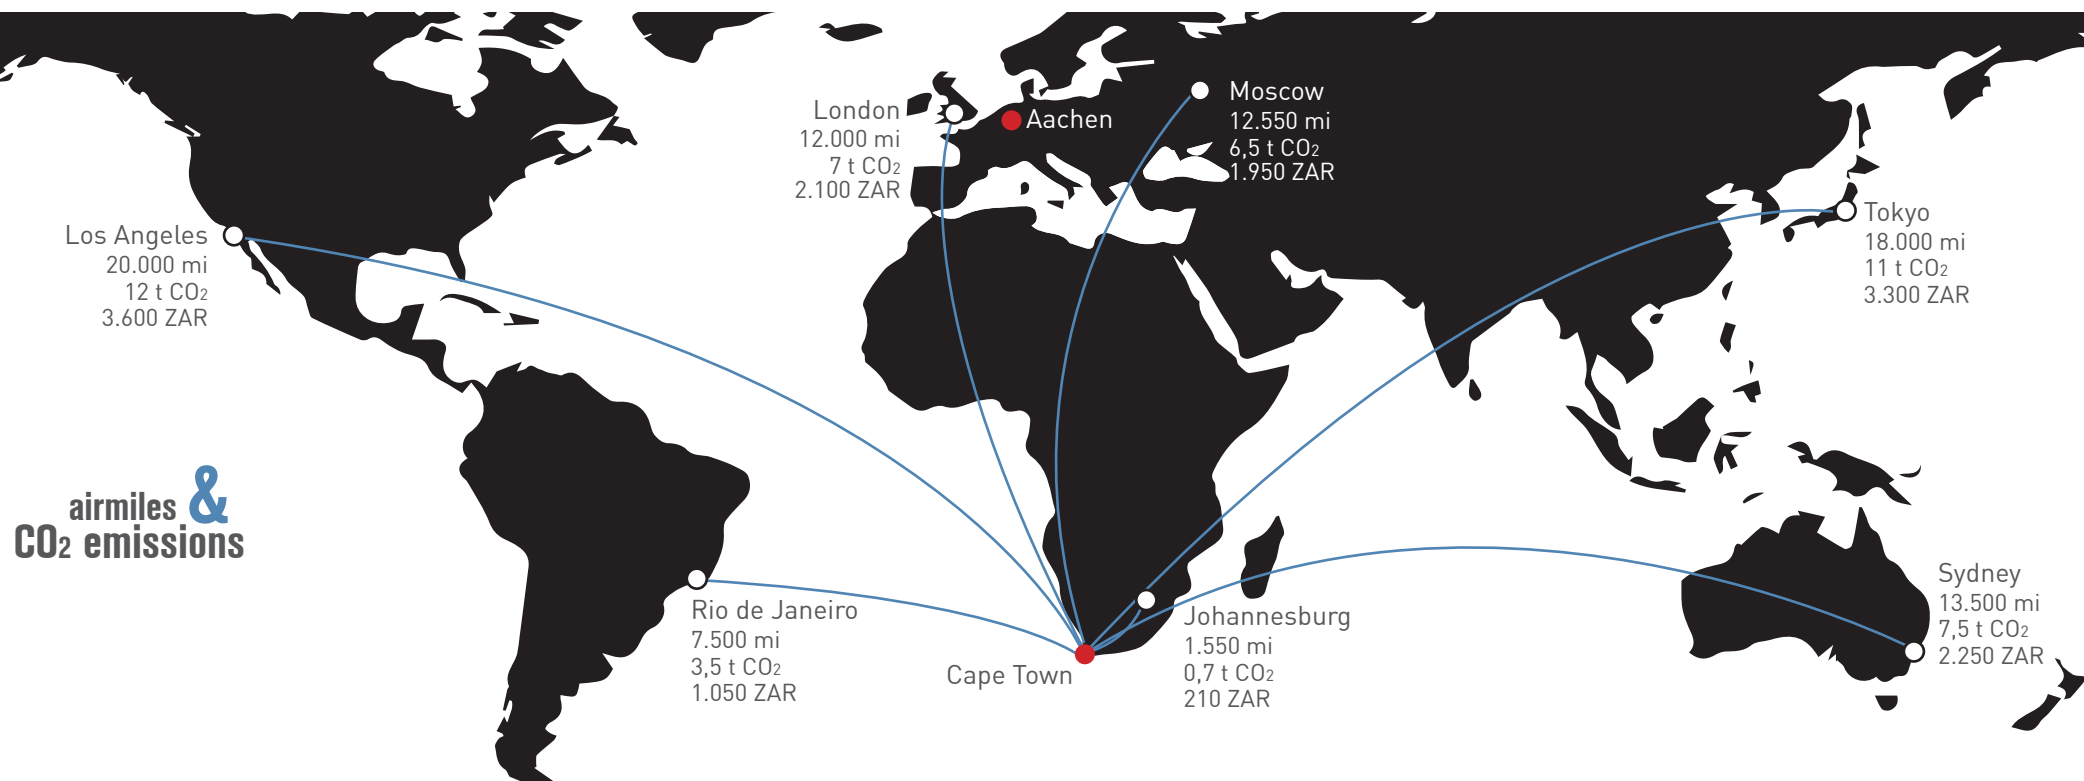 London
12.000 mi
7 t CO2
2.100 ZAR
Aachen
Moscow
12.550 mi
6,5 t CO2
1.950 ZAR
Los Angeles
20.000 mi
12 t CO2
3.600 ZAR
Tokyo
18.000 mi
11 t CO2
3.300 ZAR
airmiles &
CO2 emissions
Rio de Janeiro
7.500 mi
3,5 t CO2
1.050 ZAR
Cape Town
Johannesburg
1.550 mi
0,7 t CO2
210 ZAR
Sydney
13.500 mi
7,5 t CO2
2.250 ZAR